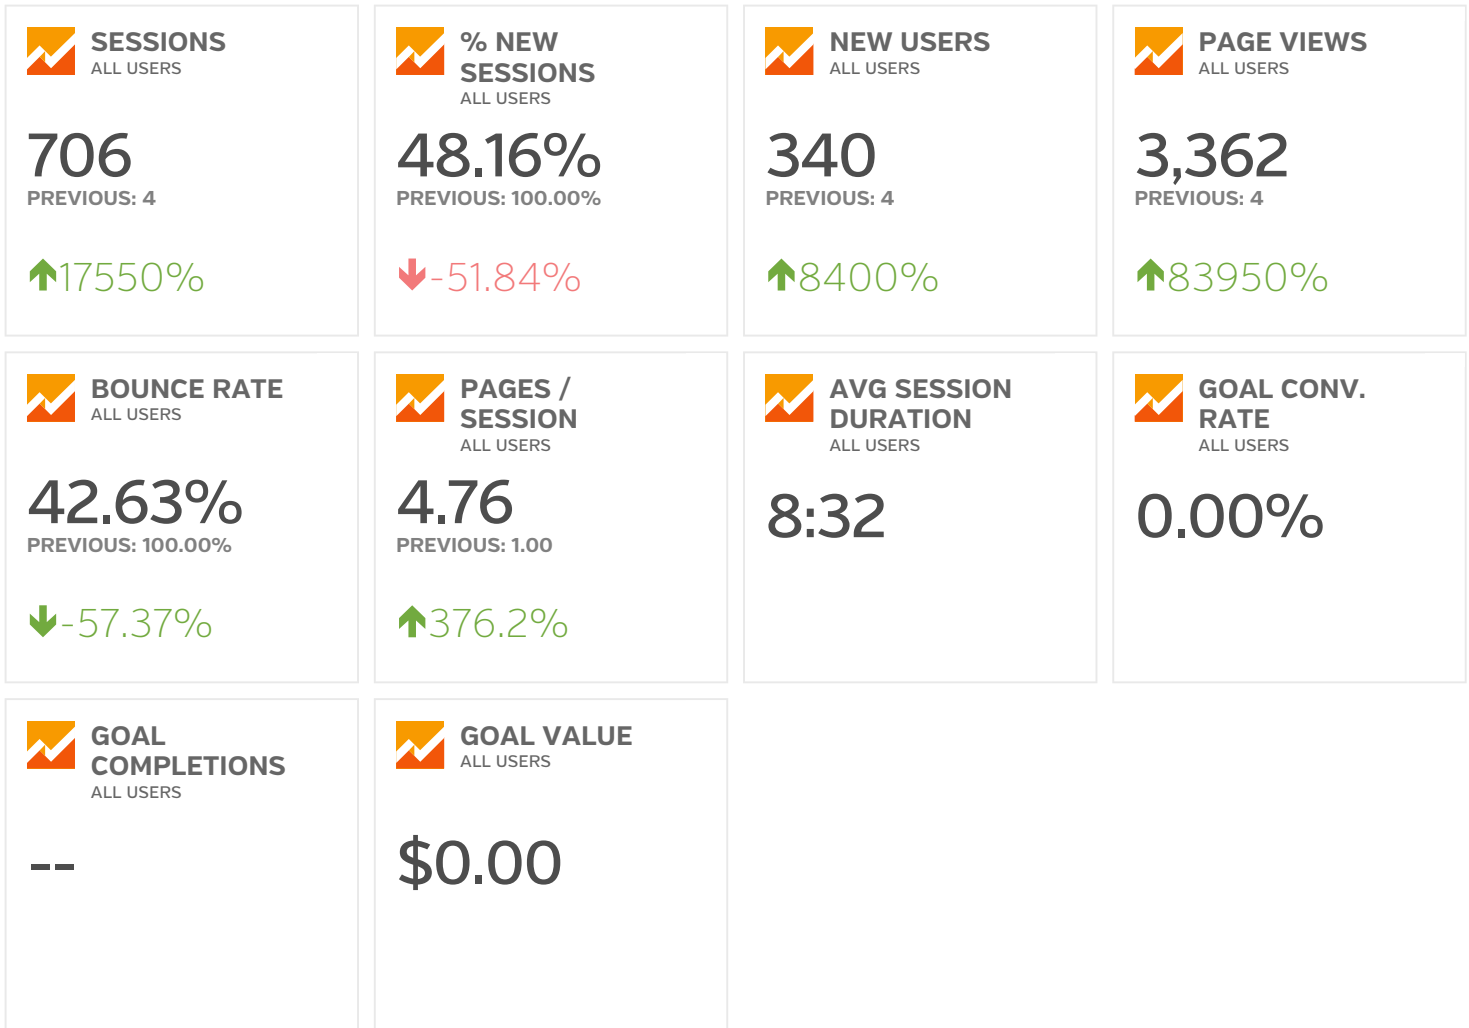 SESSIONS
ALL USERS
706
PREVIOUS: 4
17550%
% NEW
SESSIONS
ALL USERS
48.16%
PREVIOUS: 100.00%
-51.84%
NEW USERS
ALL USERS
340
PREVIOUS: 4
8400%
PAGE VIEWS
ALL USERS
3,362
PREVIOUS: 4
83950%
BOUNCE RATE
ALL USERS
42.63%
PREVIOUS: 100.00%
-57.37%
PAGES /
SESSION
ALL USERS
4.76
PREVIOUS: 1.00
376.2%
AVG SESSION
DURATION
ALL USERS
8:32
GOAL CONV.
RATE
ALL USERS
0.00%
GOAL
COMPLETIONS
ALL USERS
--
GOAL VALUE
ALL USERS
$0.00